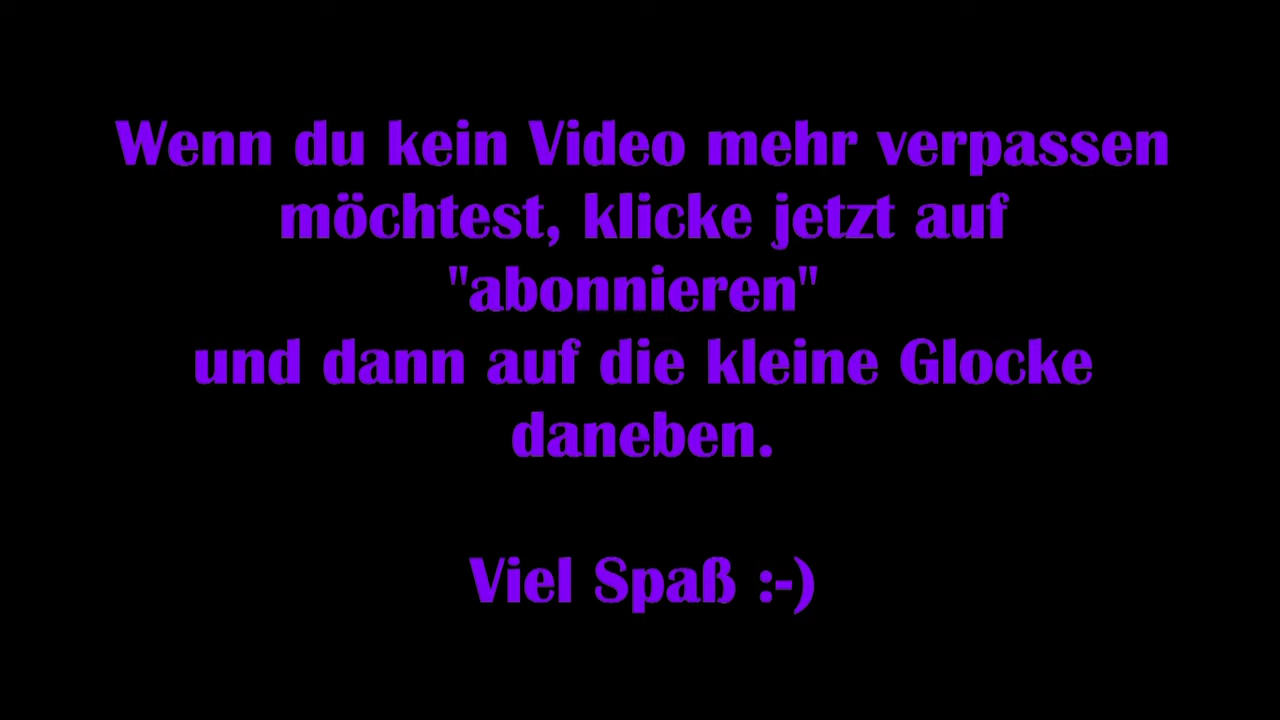 Wenn du kein Video mehr verpassen
möchtest, klicke jetzt auf
"abonnieren"
und dann auf die kleine Glocke
daneben.
Viel Spaß :-)